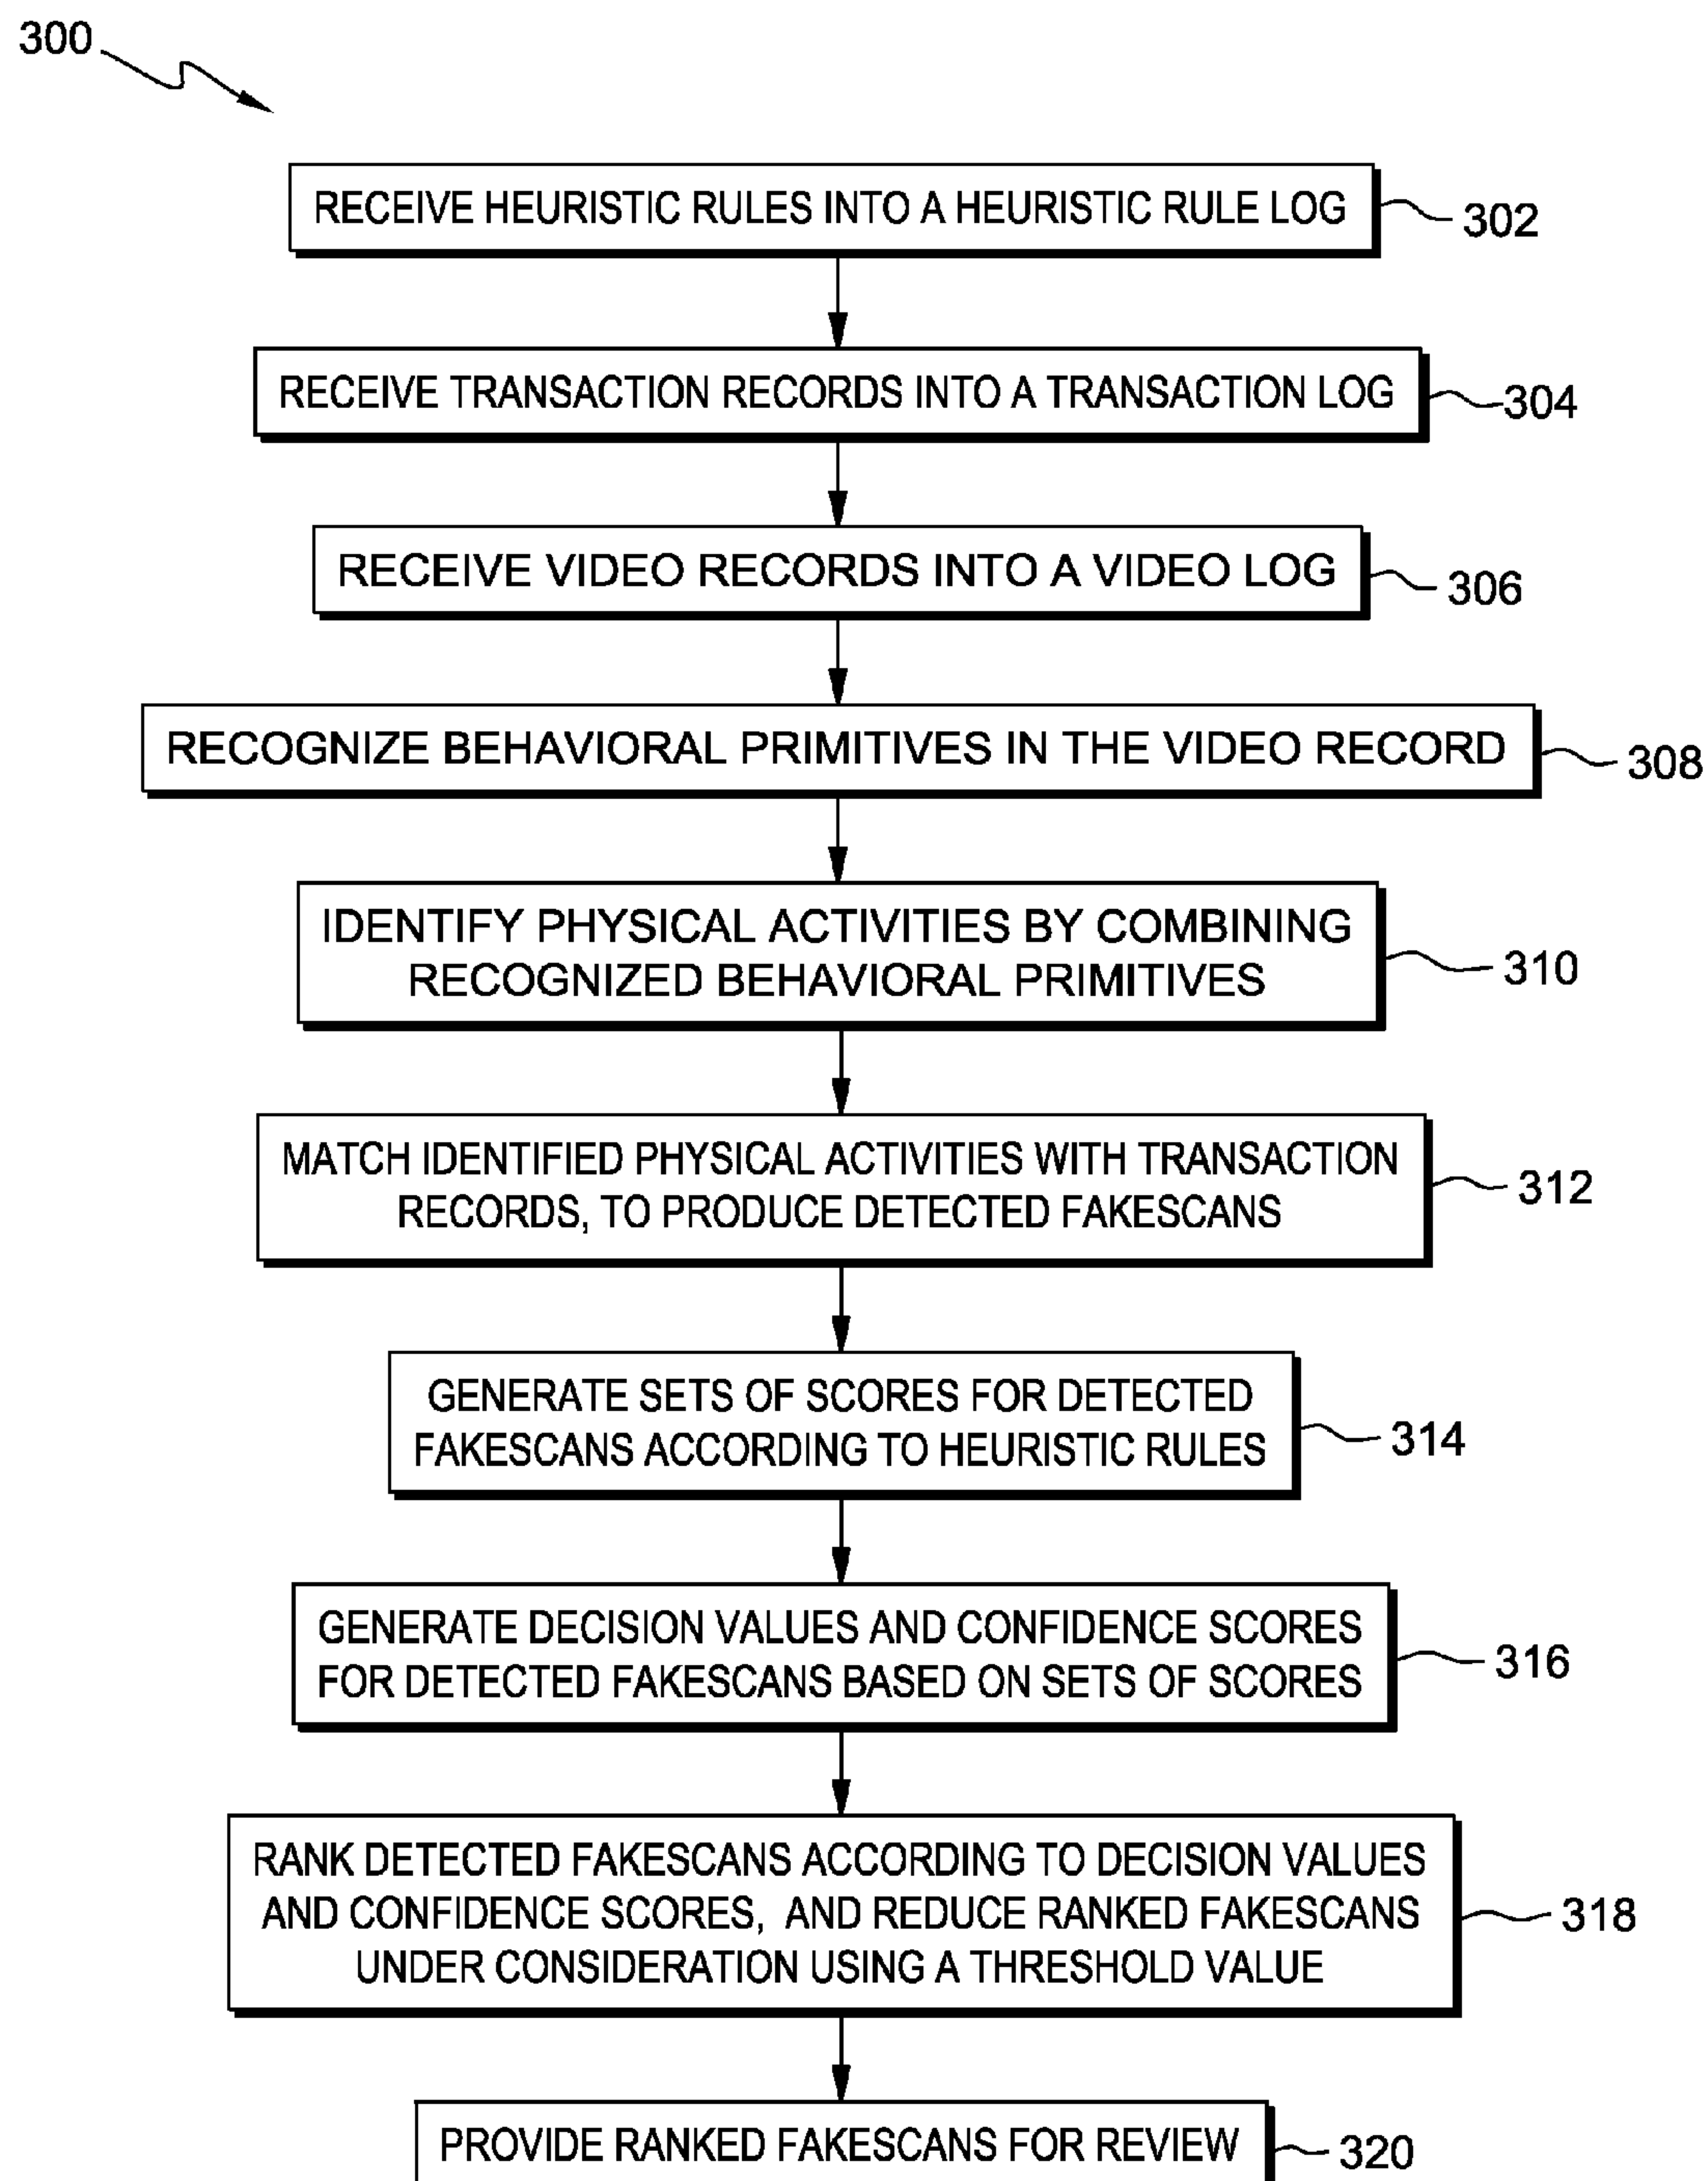 300
RECEIVE HEURISTIC RULES INTO A HEURISTIC RULE LOG
302
RECEIVE TRANSACTION RECORDS INTO A TRANSACTION LOG
304
RECEIVE VIDEO RECORDS INTO A VIDEO LOG
306
RECOGNIZE BEHAVIORAL PRIMITIVES IN THE VIDEO RECORD
308
IDENTIFY PHYSICAL ACTIVITIES BY COMBINING
RECOGNIZED BEHAVIORAL PRIMITIVES
310
MATCH IDENTIFIED PHYSICAL ACTIVITIES WITH TRANSACTION
RECORDS, TO PRODUCE DETECTED FAKESCANS
312
GENERATE SETS OF SCORES FOR DETECTED
FAKESCANS ACCORDING TO HEURISTIC RULES
314
GENERATE DECISION VALUES AND CONFIDENCE SCORES
FOR DETECTED FAKESCANS BASED ON SETS OF SCORES
316
RANK DETECTED FAKESCANS ACCORDING TO DECISION VALUES
AND CONFIDENCE SCORES, AND REDUCE RANKED FAKESCANS
UNDER CONSIDERATION USING A THRESHOLD VALUE
318
PROVIDE RANKED FAKESCANS FOR REVIEW
320